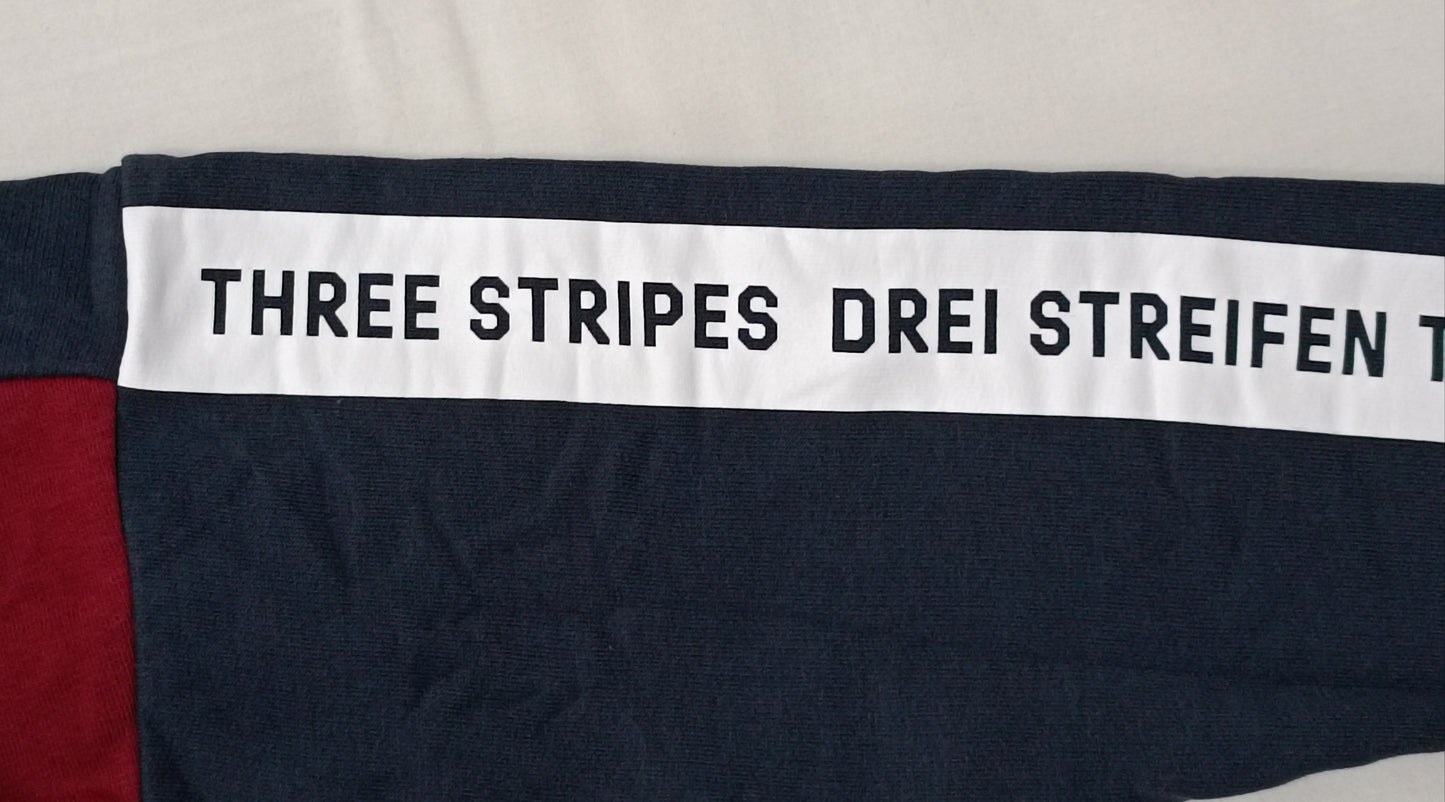 THREE STRIPES DREI STREIFEN T